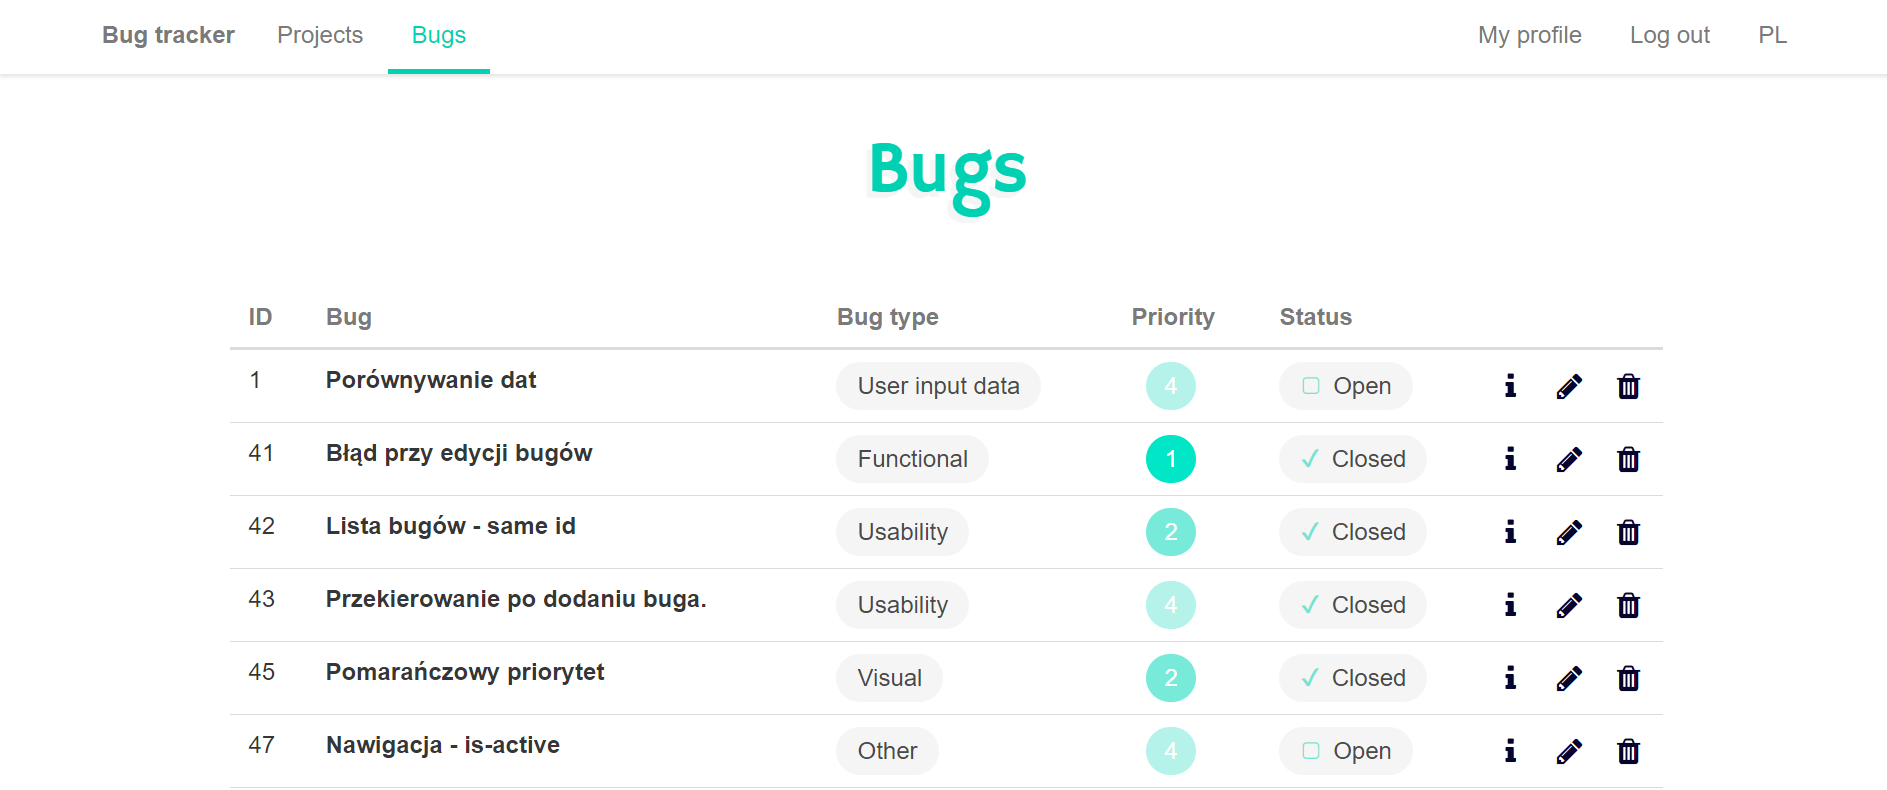 Bug tracker Projects Bugs My profile Log out PL
Bugs
ID Bug Bug type Priority Status
1 Porównywanie dat User input data 4 Open
41 Błąd przy edycji bugów Functional 1 Closed
42 Lista bugów - same id Usability 2 Closed
43 Przekierowanie po dodaniu buga. Usability 4 Closed
45 Pomarańczowy priorytet Visual 2 Closed
47 Nawigacja - is-active Other 4 Open